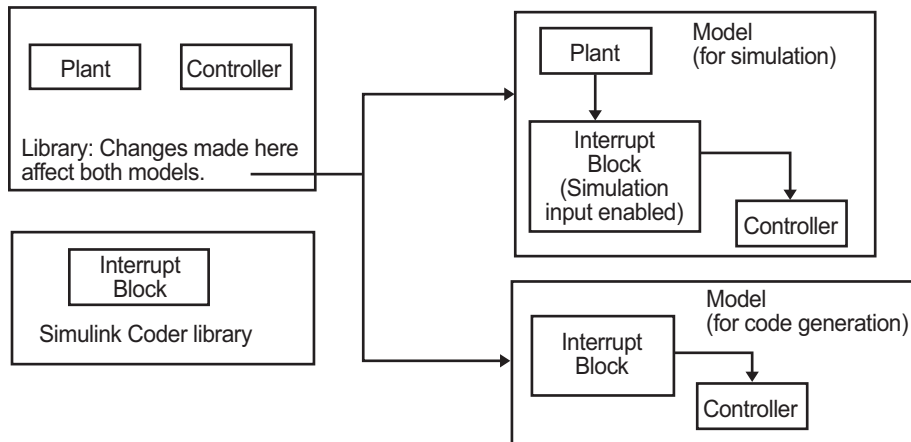 Plant
Controller
Library: Changes made here
affect both models.
Interrupt
Block
Simulink Coder library
Model
(for simulation)
Plant
Interrupt
Block
(Simulation
input enabled)
Controller
Model
(for code generation)
Interrupt
Block
Controller